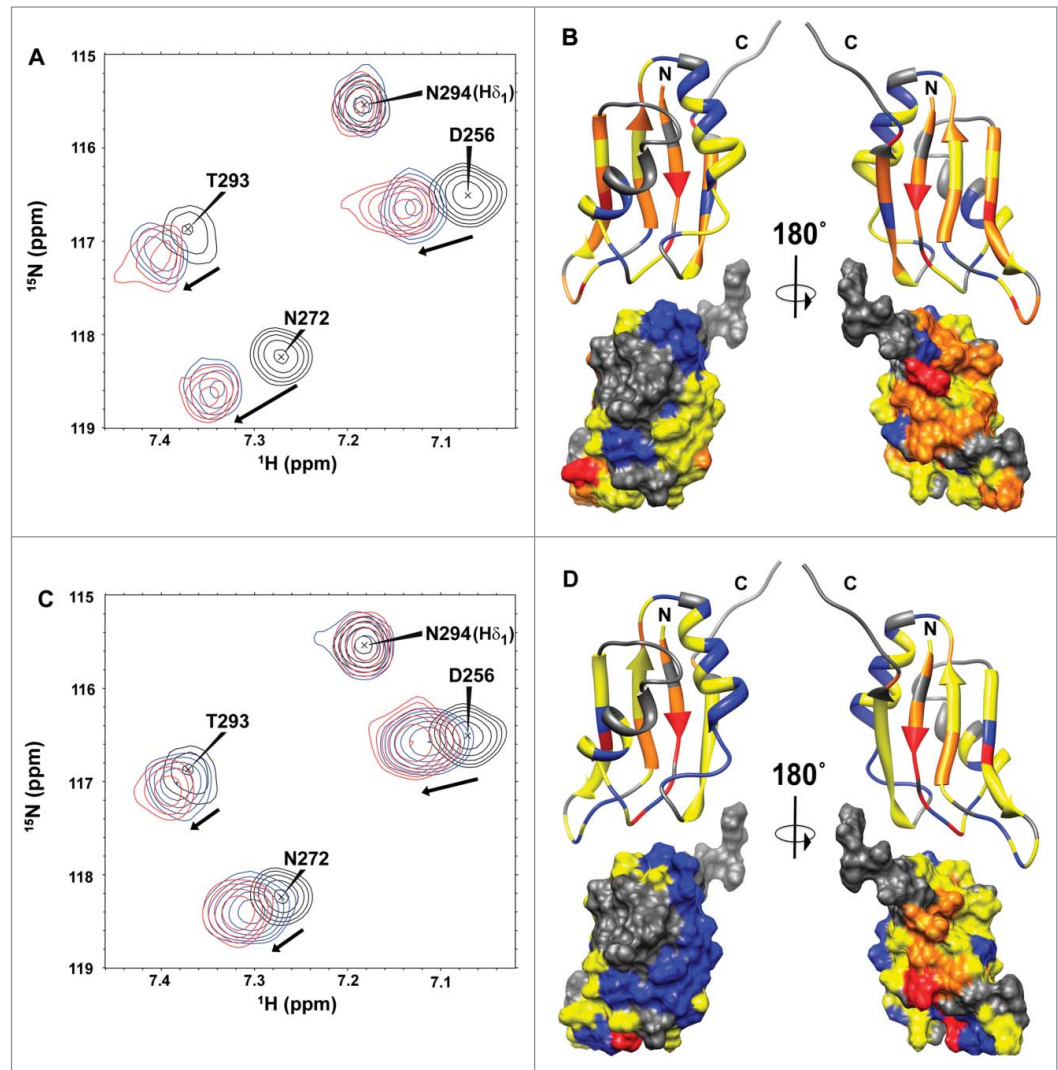 A
115
116
117
118
119
¹⁵N (ppm)
N294(Hδ₁)
D256
T293
N272
7.4
7.3
7.2
7.1
¹H (ppm)
B
C
C
N
N
180°
C
115
116
117
118
119
¹⁵N (ppm)
N294(Hδ₁)
D256
T293
N272
7.4
7.3
7.2
7.1
¹H (ppm)
D
C
C
N
N
180°